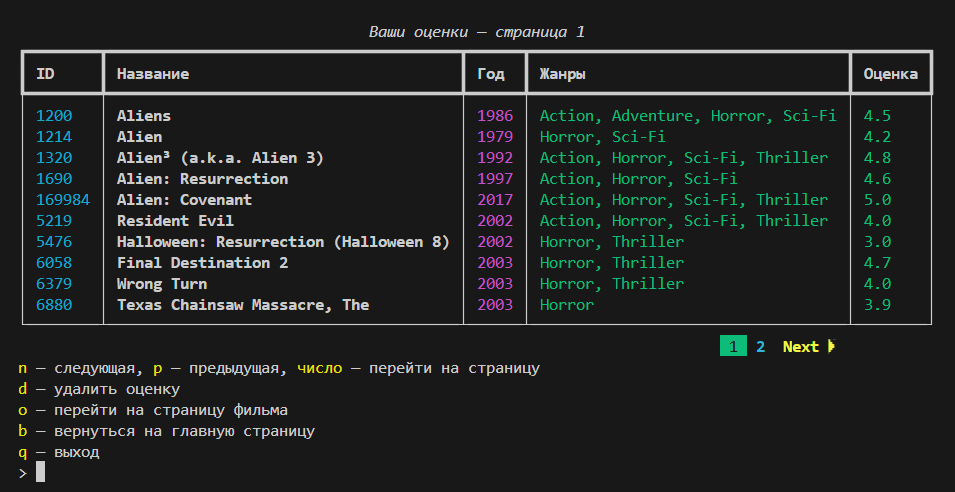 Ваши оценки — страница 1
ID Название Год Жанры Оценка
1200 Aliens 1986 Action, Adventure, Horror, Sci-Fi 4.5
1214 Alien 1979 Horror, Sci-Fi 4.2
1320 Alien³ (a.k.a. Alien 3) 1992 Action, Horror, Sci-Fi, Thriller 4.8
1690 Alien: Resurrection 1997 Action, Horror, Sci-Fi 4.6
169984 Alien: Covenant 2017 Action, Horror, Sci-Fi, Thriller 5.0
5219 Resident Evil 2002 Action, Horror, Sci-Fi, Thriller 4.0
5476 Halloween: Resurrection (Halloween 8) 2002 Horror, Thriller 3.0
6058 Final Destination 2 2003 Horror, Thriller 4.7
6379 Wrong Turn 2003 Horror, Thriller 4.0
6880 Texas Chainsaw Massacre, The 2003 Horror 3.9
1 2 Next
n — следующая, p — предыдущая, число — перейти на страницу
d — удалить оценку
o — перейти на страницу фильма
b — вернуться на главную страницу
q — выход
>